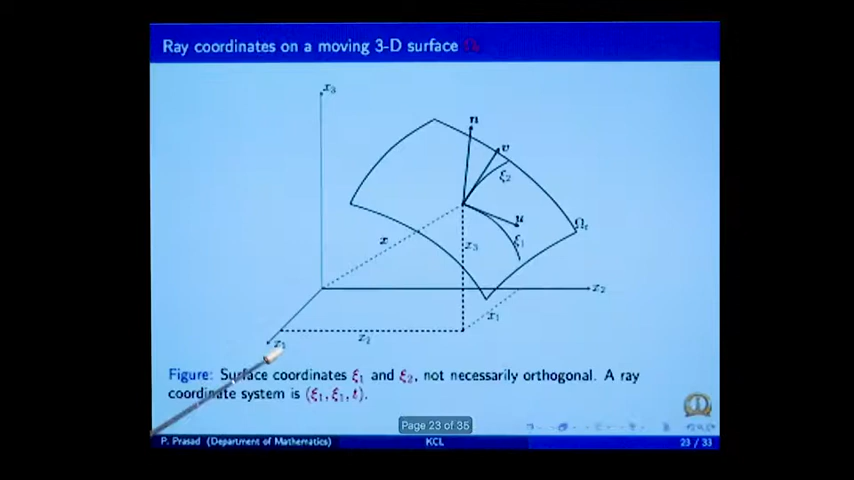 Ray coordinates on a moving 3-D surface Ωₜ
x₃
n
v
ξ₂
u
Ωₜ
x
x₃
ξ₁
x₂
x₁
x₁
x₂
Figure: Surface coordinates ξ₁ and ξ₂, not necessarily orthogonal. A ray
coordinate system is (ξ₁, ξ₁, t).
Page 23 of 35
P. Prasad (Department of Mathematics)
KCL
23 / 33